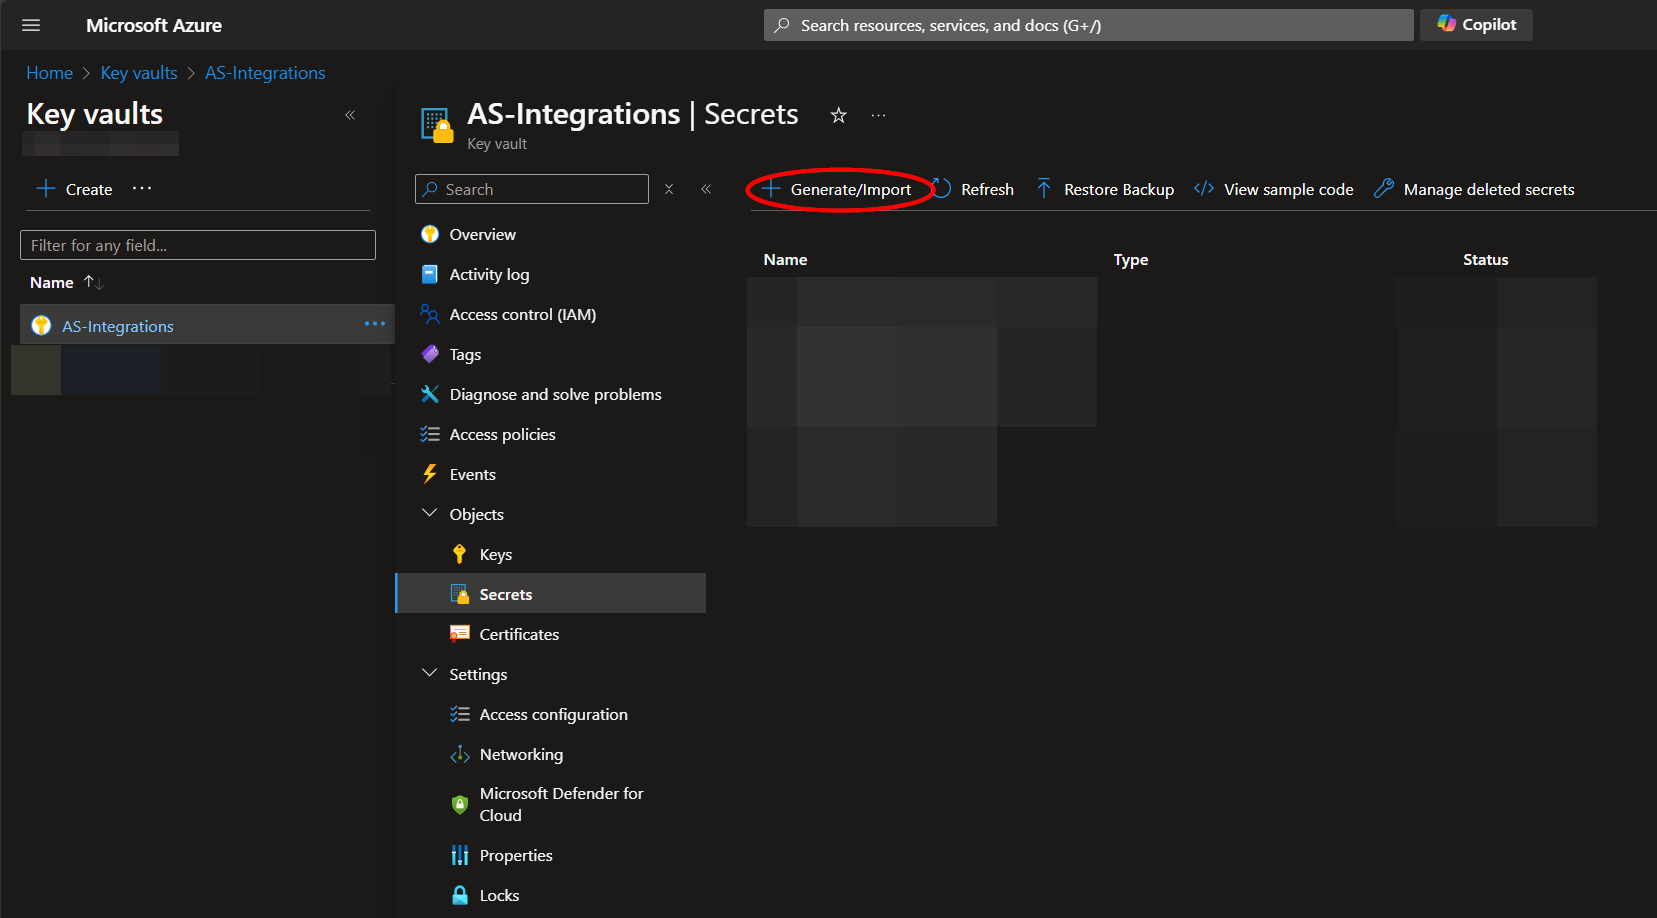 Microsoft Azure
Search resources, services, and docs (G+/)
Copilot
Home > Key vaults > AS-Integrations
Key vaults
AS-Integrations | Secrets
Key vault
Create
Filter for any field...
Name
AS-Integrations
Search
Overview
Activity log
Access control (IAM)
Tags
Diagnose and solve problems
Access policies
Events
Objects
Keys
Secrets
Certificates
Settings
Access configuration
Networking
Microsoft Defender for
Cloud
Properties
Locks
Generate/Import Refresh Restore Backup View sample code Manage deleted secrets
Name Type Status